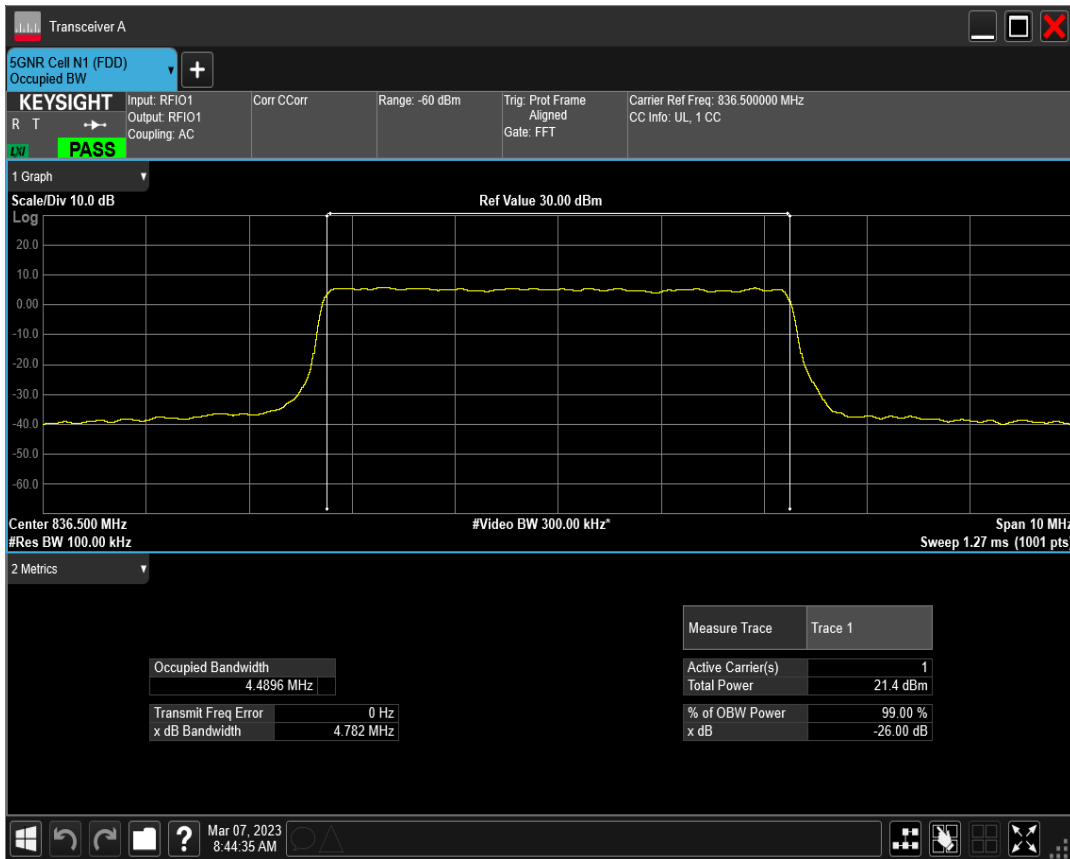 Transceiver A
5GNR Cell N1 (FDD)
Occupied BW
KEYSIGHT
R T
LXI
PASS
Input: RFIO1
Output: RFIO1
Coupling: AC
Corr CCorr
Range: -60 dBm
Trig: Prot Frame
Aligned
Gate: FFT
Carrier Ref Freq: 836.500000 MHz
CC Info: UL, 1 CC
1 Graph
Scale/Div 10.0 dB
Ref Value 30.00 dBm
Log
20.0
10.0
0.00
-10.0
-20.0
-30.0
-40.0
-50.0
-60.0
Center 836.500 MHz
#Video BW 300.00 kHz*
Span 10 MHz
#Res BW 100.00 kHz
Sweep 1.27 ms (1001 pts)
2 Metrics
Measure Trace Trace 1
Occupied Bandwidth
4.4896 MHz
Active Carrier(s) 1
Total Power 21.4 dBm
Transmit Freq Error 0 Hz
x dB Bandwidth 4.782 MHz
% of OBW Power 99.00 %
x dB -26.00 dB
?
Mar 07, 2023
8:44:35 AM